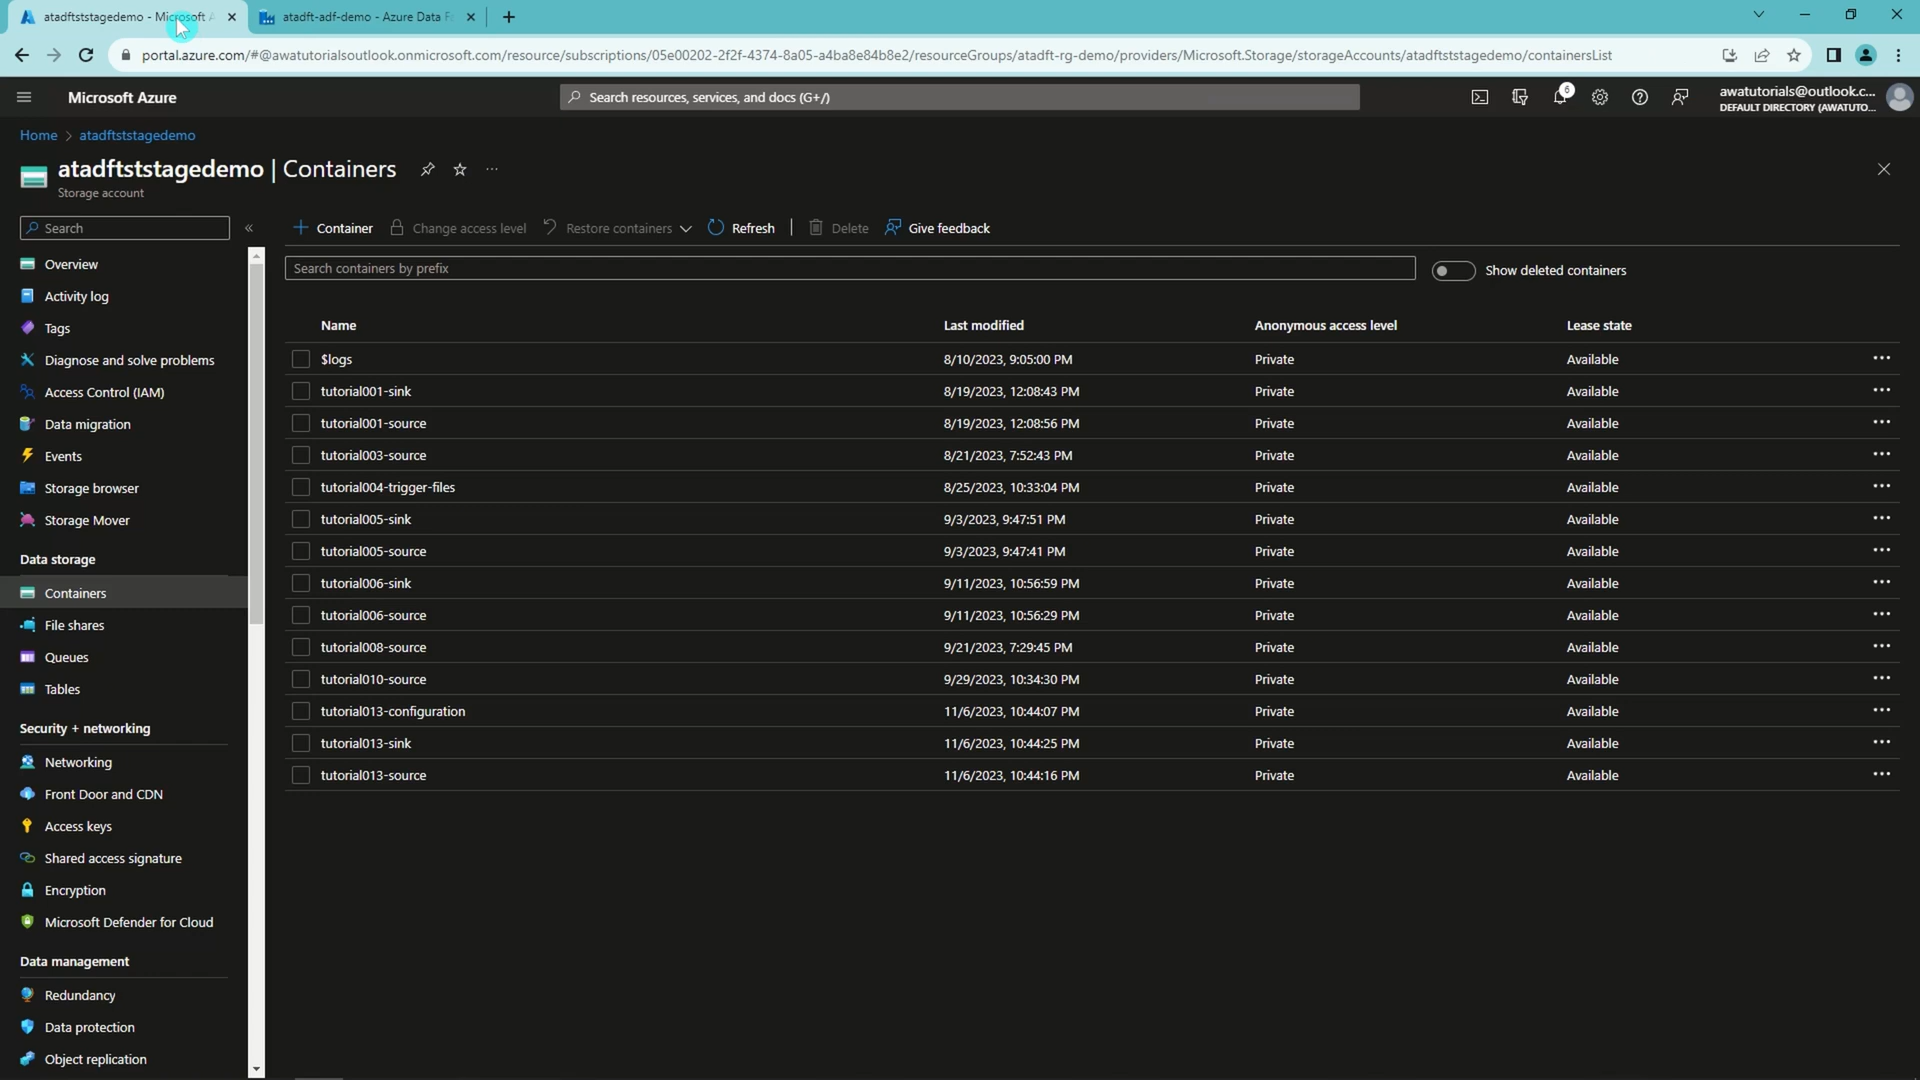 atadftststagedemo - Microsoft A
atadft-adf-demo - Azure Data Fa
portal.azure.com/#@awatutorialsoutlook.onmicrosoft.com/resource/subscriptions/05e00202-2f2f-4374-8a05-a4ba8e84b8e2/resourceGroups/atadft-rg-demo/providers/Microsoft.Storage/storageAccounts/atadftststagedemo/containersList
Microsoft Azure
Search resources, services, and docs (G+/)
6
awatutorials@outlook.c...
DEFAULT DIRECTORY (AWATUTO...
Home > atadftststagedemo
atadftststagedemo | Containers
Storage account
Search
Container
Change access level
Restore containers
Refresh
Delete
Give feedback
Search containers by prefix
Show deleted containers
Overview
Activity log
Tags
Diagnose and solve problems
Access Control (IAM)
Data migration
Events
Storage browser
Storage Mover
Data storage
Containers
File shares
Queues
Tables
Security + networking
Networking
Front Door and CDN
Access keys
Shared access signature
Encryption
Microsoft Defender for Cloud
Data management
Redundancy
Data protection
Object replication
Name Last modified Anonymous access level Lease state
$logs 8/10/2023, 9:05:00 PM Private Available
tutorial001-sink 8/19/2023, 12:08:43 PM Private Available
tutorial001-source 8/19/2023, 12:08:56 PM Private Available
tutorial003-source 8/21/2023, 7:52:43 PM Private Available
tutorial004-trigger-files 8/25/2023, 10:33:04 PM Private Available
tutorial005-sink 9/3/2023, 9:47:51 PM Private Available
tutorial005-source 9/3/2023, 9:47:41 PM Private Available
tutorial006-sink 9/11/2023, 10:56:59 PM Private Available
tutorial006-source 9/11/2023, 10:56:29 PM Private Available
tutorial008-source 9/21/2023, 7:29:45 PM Private Available
tutorial010-source 9/29/2023, 10:34:30 PM Private Available
tutorial013-configuration 11/6/2023, 10:44:07 PM Private Available
tutorial013-sink 11/6/2023, 10:44:25 PM Private Available
tutorial013-source 11/6/2023, 10:44:16 PM Private Available